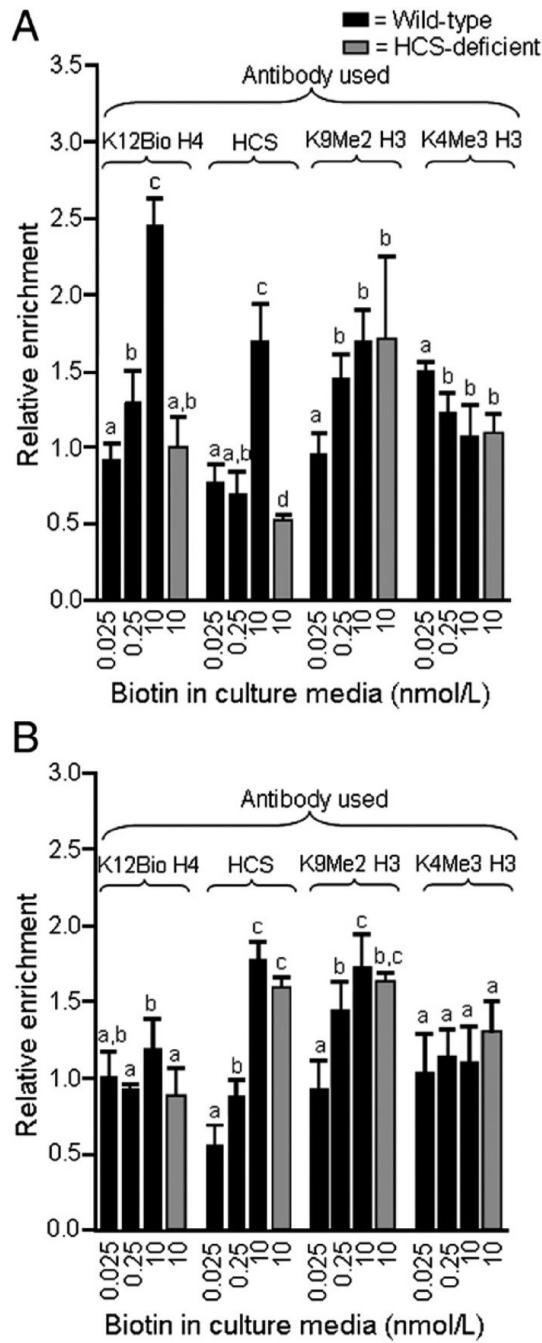 A
= Wild-type
= HCS-deficient
Antibody used
K12Bio H4 HCS K9Me2 H3 K4Me3 H3
Relative enrichment
3.5
3.0
2.5
2.0
1.5
1.0
0.5
0.0
a b c a,b
a a,b c d
a b b b
a b b b
0.025 0.25 10 10 0.025 0.25 10 10 0.025 0.25 10 10 0.025 0.25 10 10
Biotin in culture media (nmol/L)
B
Antibody used
K12Bio H4 HCS K9Me2 H3 K4Me3 H3
Relative enrichment
3.0
2.5
2.0
1.5
1.0
0.5
0.0
a,b a b a
a b c c
a b c b,c
a a a a
0.025 0.25 10 10 0.025 0.25 10 10 0.025 0.25 10 10 0.025 0.25 10 10
Biotin in culture media (nmol/L)